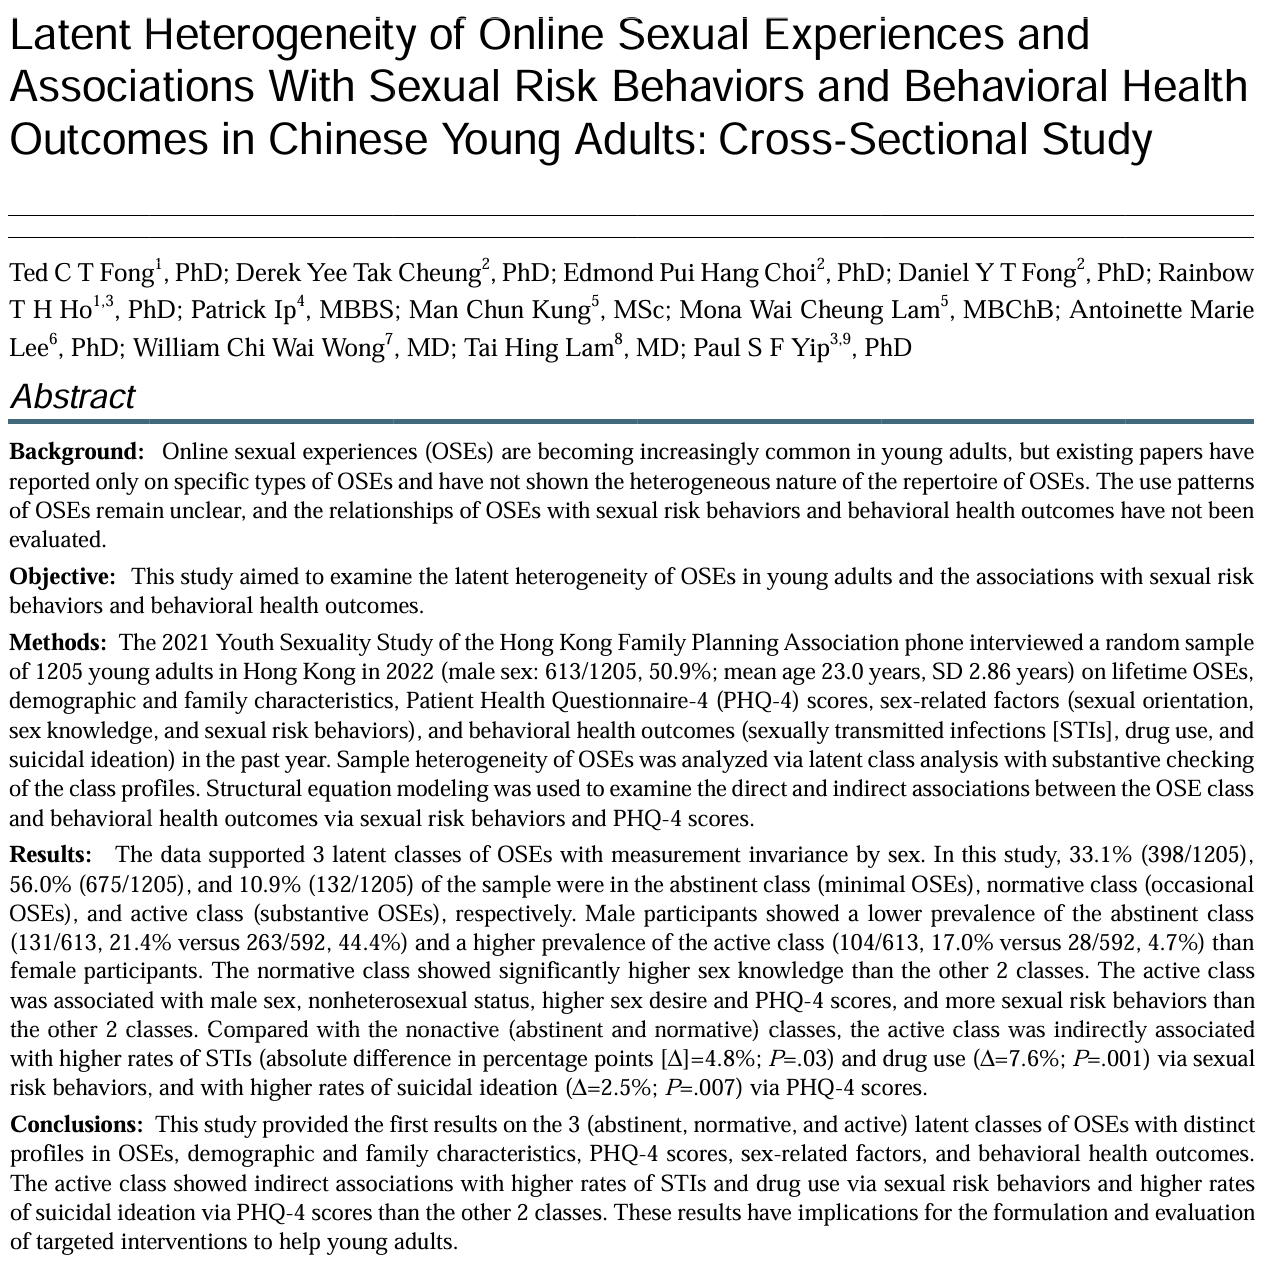 Latent Heterogeneity of Online Sexual Experiences and
Associations With Sexual Risk Behaviors and Behavioral Health
Outcomes in Chinese Young Adults: Cross-Sectional Study
Ted C T Fong1, PhD; Derek Yee Tak Cheung2, PhD; Edmond Pui Hang Choi2, PhD; Daniel Y T Fong2, PhD; Rainbow
T H Ho1,3, PhD; Patrick Ip4, MBBS; Man Chun Kung5, MSc; Mona Wai Cheung Lam5, MBChB; Antoinette Marie
Lee6, PhD; William Chi Wai Wong7, MD; Tai Hing Lam8, MD; Paul S F Yip3,9, PhD
Abstract
Background: Online sexual experiences (OSEs) are becoming increasingly common in young adults, but existing papers have
reported only on specific types of OSEs and have not shown the heterogeneous nature of the repertoire of OSEs. The use patterns
of OSEs remain unclear, and the relationships of OSEs with sexual risk behaviors and behavioral health outcomes have not been
evaluated.
Objective: This study aimed to examine the latent heterogeneity of OSEs in young adults and the associations with sexual risk
behaviors and behavioral health outcomes.
Methods: The 2021 Youth Sexuality Study of the Hong Kong Family Planning Association phone interviewed a random sample
of 1205 young adults in Hong Kong in 2022 (male sex: 613/1205, 50.9%; mean age 23.0 years, SD 2.86 years) on lifetime OSEs,
demographic and family characteristics, Patient Health Questionnaire-4 (PHQ-4) scores, sex-related factors (sexual orientation,
sex knowledge, and sexual risk behaviors), and behavioral health outcomes (sexually transmitted infections [STIs], drug use, and
suicidal ideation) in the past year. Sample heterogeneity of OSEs was analyzed via latent class analysis with substantive checking
of the class profiles. Structural equation modeling was used to examine the direct and indirect associations between the OSE class
and behavioral health outcomes via sexual risk behaviors and PHQ-4 scores.
Results: The data supported 3 latent classes of OSEs with measurement invariance by sex. In this study, 33.1% (398/1205),
56.0% (675/1205), and 10.9% (132/1205) of the sample were in the abstinent class (minimal OSEs), normative class (occasional
OSEs), and active class (substantive OSEs), respectively. Male participants showed a lower prevalence of the abstinent class
(131/613, 21.4% versus 263/592, 44.4%) and a higher prevalence of the active class (104/613, 17.0% versus 28/592, 4.7%) than
female participants. The normative class showed significantly higher sex knowledge than the other 2 classes. The active class
was associated with male sex, nonheterosexual status, higher sex desire and PHQ-4 scores, and more sexual risk behaviors than
the other 2 classes. Compared with the nonactive (abstinent and normative) classes, the active class was indirectly associated
with higher rates of STIs (absolute difference in percentage points [Δ]=4.8%; P=.03) and drug use (Δ=7.6%; P=.001) via sexual
risk behaviors, and with higher rates of suicidal ideation (Δ=2.5%; P=.007) via PHQ-4 scores.
Conclusions: This study provided the first results on the 3 (abstinent, normative, and active) latent classes of OSEs with distinct
profiles in OSEs, demographic and family characteristics, PHQ-4 scores, sex-related factors, and behavioral health outcomes.
The active class showed indirect associations with higher rates of STIs and drug use via sexual risk behaviors and higher rates
of suicidal ideation via PHQ-4 scores than the other 2 classes. These results have implications for the formulation and evaluation
of targeted interventions to help young adults.